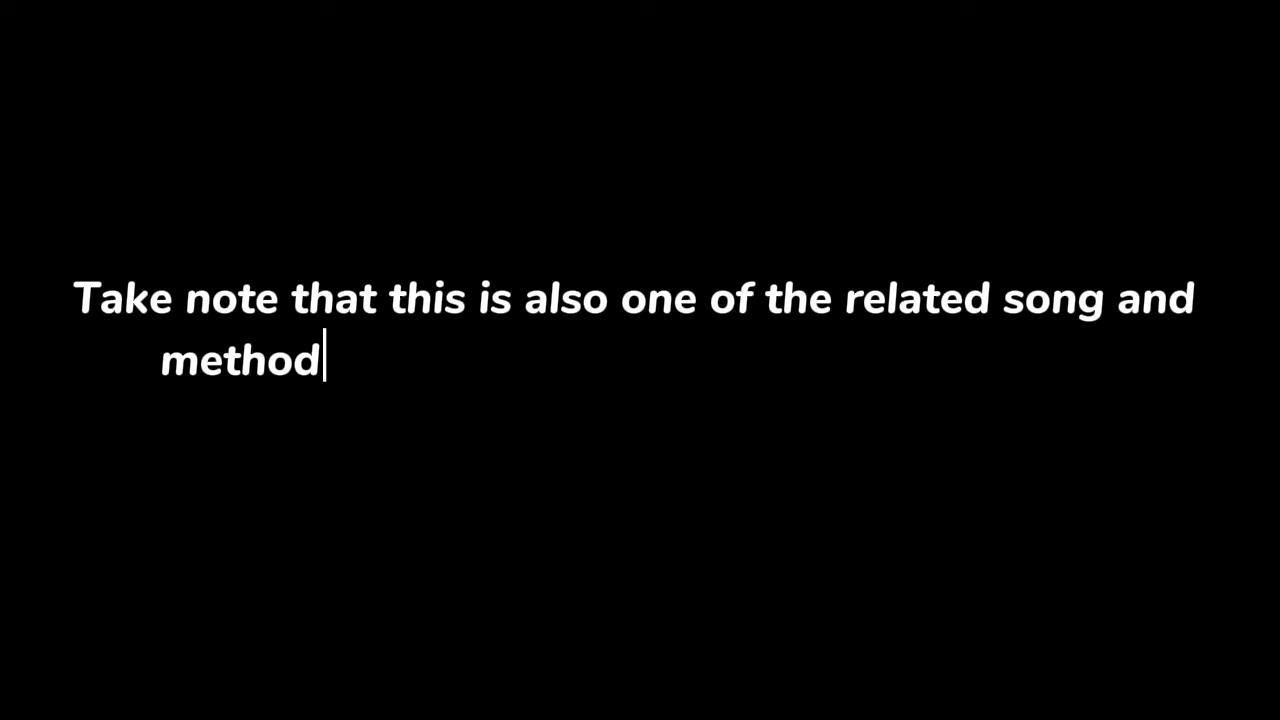 Take note that this is also one of the related song and
method